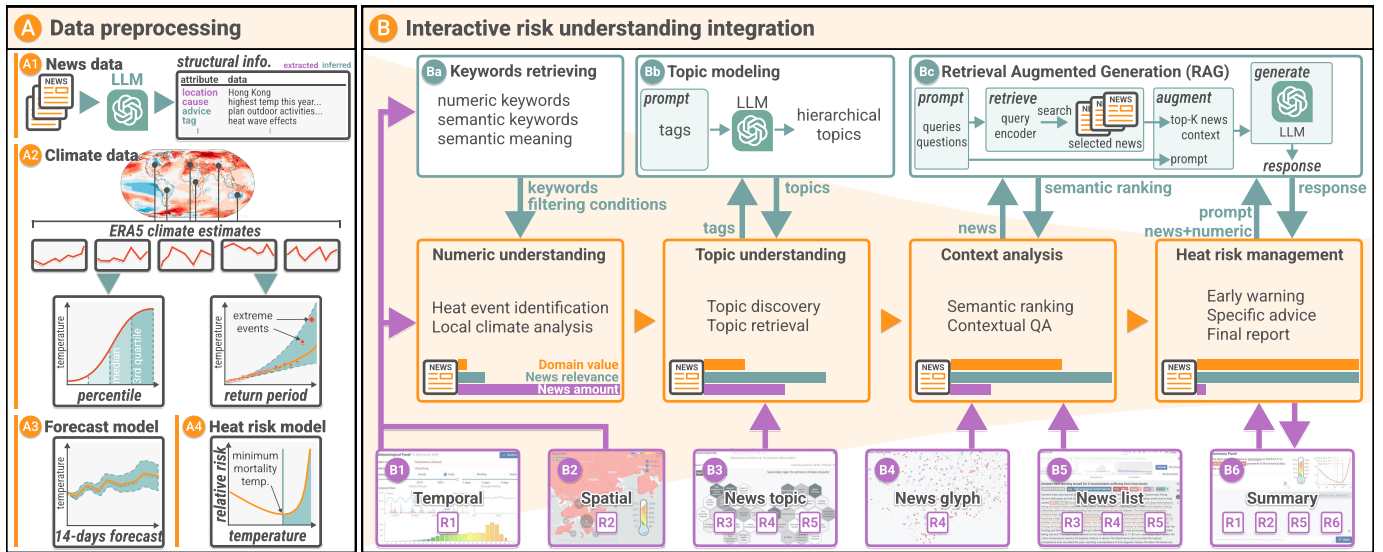 A Data preprocessing
A1 News data
NEWS
LLM
structural info.
extracted inferred
attribute data
location Hong Kong
cause highest temp this year...
advice plan outdoor activities...
tag heat wave effects
A2 Climate data
ERA5 climate estimates
temperature
median
3rd quartile
percentile
temperature
extreme
events
return period
A3 Forecast model
temperature
14-days forecast
A4 Heat risk model
relative risk
minimum
mortality
temp.
temperature
B Interactive risk understanding integration
Ba Keywords retrieving
numeric keywords
semantic keywords
semantic meaning
keywords
filtering conditions
Bb Topic modeling
prompt
tags
LLM
hierarchical
topics
tags
topics
Bc Retrieval Augmented Generation (RAG)
prompt
queries
questions
retrieve
query
encoder
search
NEWS
selected news
augment
top-K news
context
prompt
generate
LLM
response
news
semantic ranking
prompt
news+numeric
response
Numeric understanding
Heat event identification
Local climate analysis
NEWS
Domain value
News relevance
News amount
Topic understanding
Topic discovery
Topic retrieval
NEWS
Context analysis
Semantic ranking
Contextual QA
NEWS
Heat risk management
Early warning
Specific advice
Final report
NEWS
B1
Temporal
R1
B2
Spatial
R2
B3
News topic
R3 R4 R5
B4
News glyph
R4
B5
News list
R3 R4 R5
B6
Summary
R1 R2 R5 R6